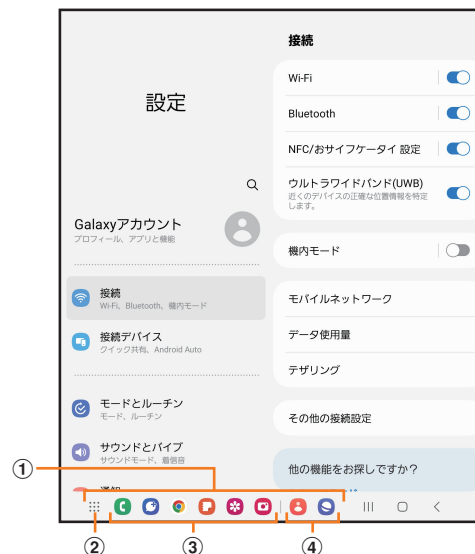 設定
Galaxyアカウント
プロフィール、アプリと機能
接続
Wi-Fi、Bluetooth、機内モード
接続デバイス
クイック共有、Android Auto
モードとルーチン
モード、ルーチン
サウンドとバイブ
サウンドモード、着信音
通知
接続
Wi-Fi
Bluetooth
NFC/おサイフケータイ 設定
ウルトラワイドバンド(UWB)
近くのデバイスの正確な位置情報を特定
します。
機内モード
モバイルネットワーク
データ使用量
テザリング
その他の接続設定
他の機能をお探しですか？
①
② ③ ④